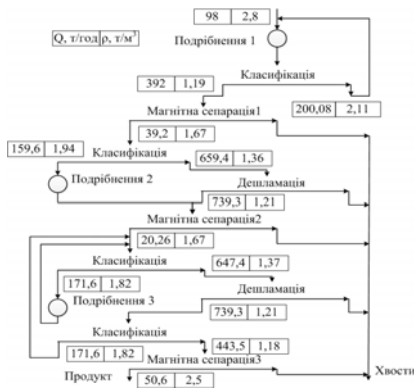 98 2,8
Q, т/год ρ, т/м³
Подрібнення 1
Класифікація
392 1,19
200,08 2,11
Магнітна сепарація1
39,2 1,67
159,6 1,94
Класифікація
659,4 1,36
Подрібнення 2
Дешламація
739,3 1,21
Магнітна сепарація2
20,26 1,67
Класифікація
647,4 1,37
171,6 1,82
Дешламація
Подрібнення 3
739,3 1,21
Класифікація
443,5 1,18
171,6 1,82
Магнітна сепарація3
Хвости
Продукт
50,6 2,5